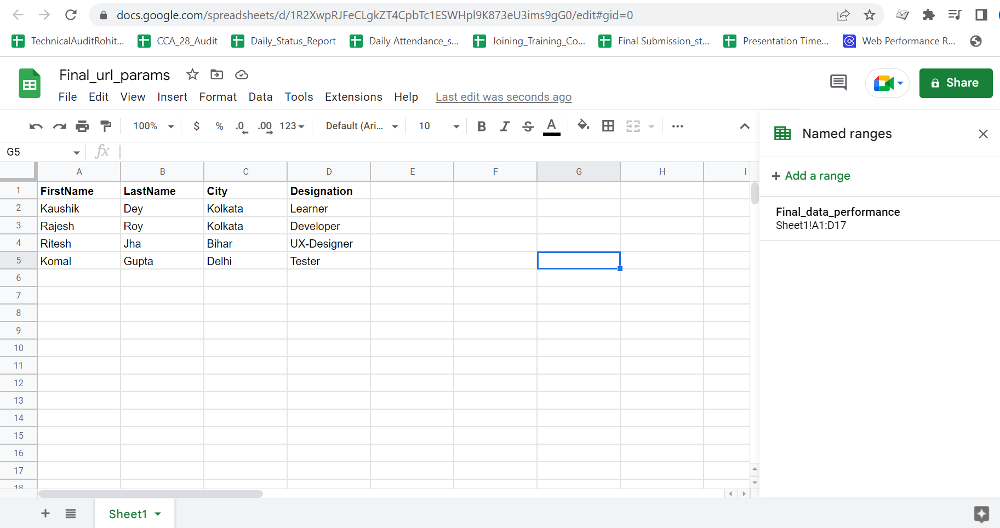 docs.google.com/spreadsheets/d/1R2XwpRJFeCLgkZT4CpbTc1ESWHpl9K873eU3ims9gG0/edit#gid=0
TechnicalAuditRohit... CCA_28_Audit Daily_Status_Report Daily Attendance_s... Joining_Training_Co... Final Submission_st... Presentation Time... Web Performance R...
Final_url_params
File Edit View Insert Format Data Tools Extensions Help Last edit was seconds ago
Share
100% $ % .0 .00 123 Default (Ari... 10 B I S A
Named ranges
G5 fx
+ Add a range
A B C D E F G H I
1 FirstName LastName City Designation
2 Kaushik Dey Kolkata Learner
3 Rajesh Roy Kolkata Developer
4 Ritesh Jha Bihar UX-Designer
5 Komal Gupta Delhi Tester
Final_data_performance
Sheet1!A1:D17
6
7
8
9
10
11
12
13
14
15
16
17
18
Sheet1